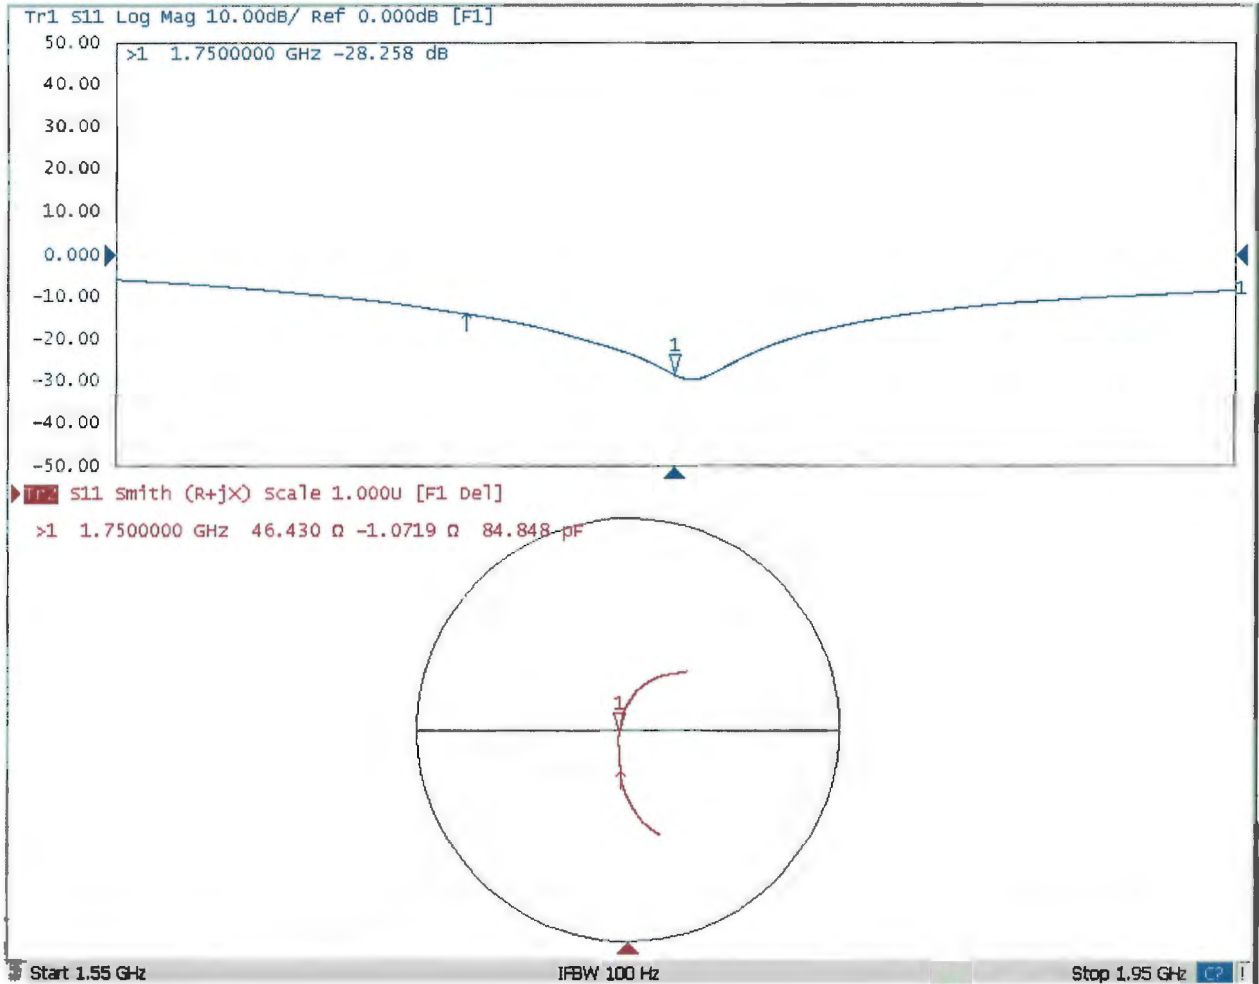 Tr1 S11 Log Mag 10.00dB/ Ref 0.000dB [F1]
50.00
>1 1.7500000 GHz -28.258 dB
40.00
30.00
20.00
10.00
0.000
-10.00
1
-20.00
1
-30.00
-40.00
-50.00
Tr2 S11 Smith (R+jX) Scale 1.000U [F1 Del]
>1 1.7500000 GHz 46.430 Ω -1.0719 Ω 84.848 pF
1
Start 1.55 GHz IFBW 100 Hz Stop 1.95 GHz C? !